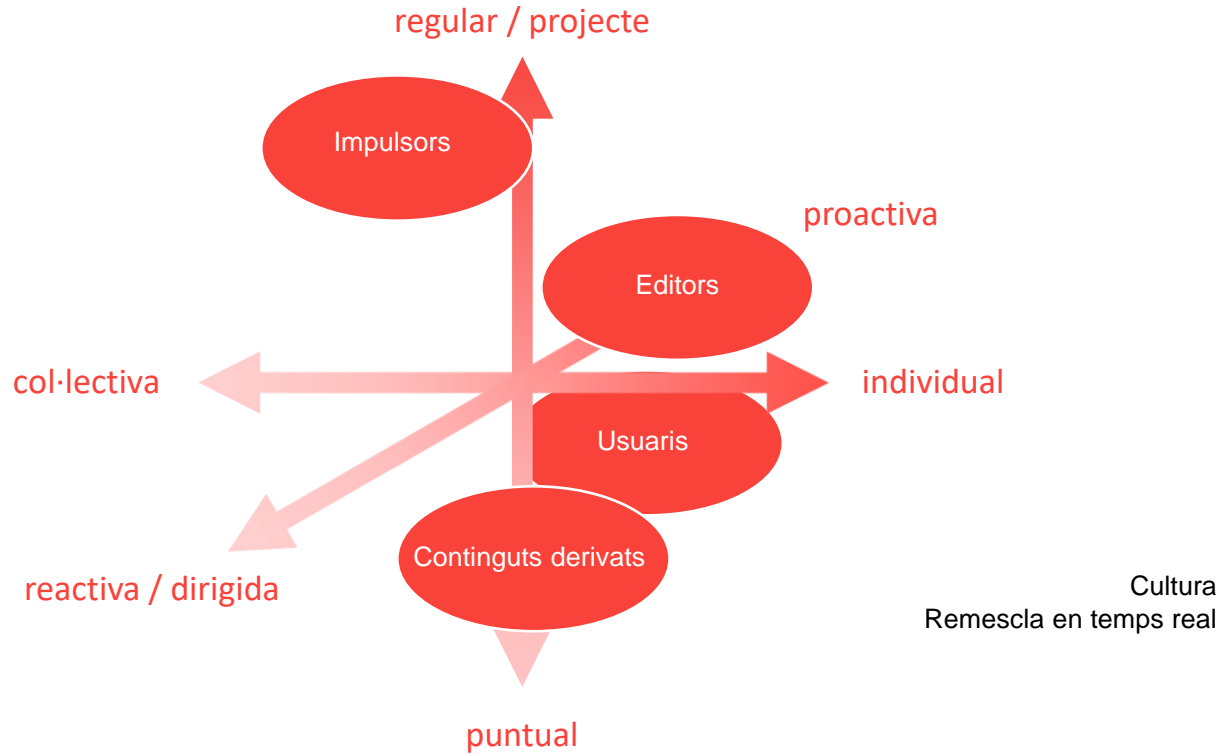 regular / projecte
Impulsors
proactiva
Editors
col·lectiva
individual
Usuaris
Continguts derivats
reactiva / dirigida
Cultura
Remescla en temps real
puntual